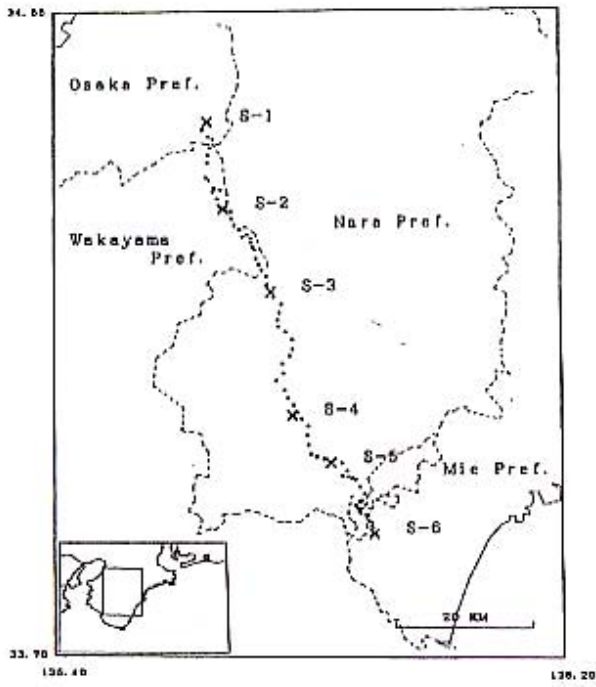 34.55
Osaka Pref.
S-1
S-2
Nara Pref.
Wakayama
Pref.
S-3
S-4
S-5
Mie Pref.
S-6
20 KM
33.70
135.40
136.20